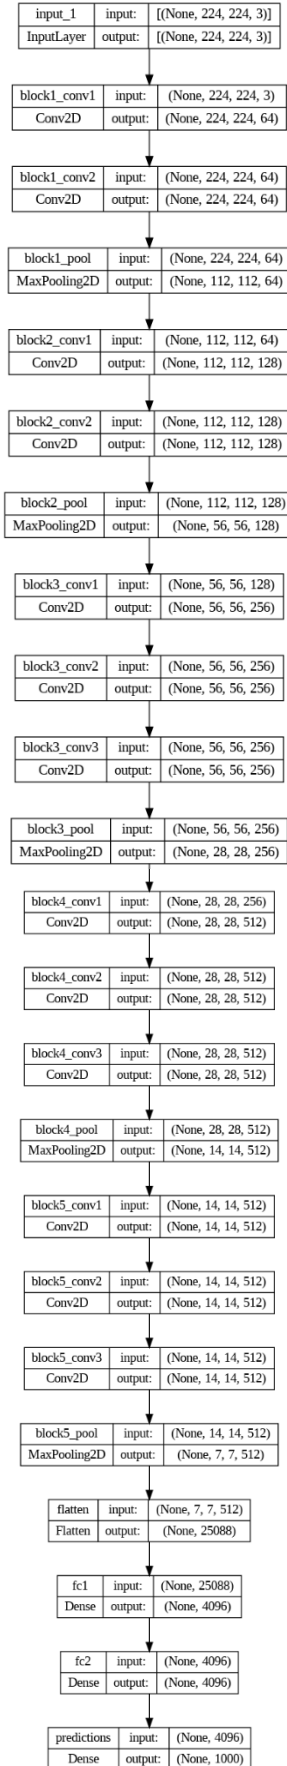 input_1 input: [(None, 224, 224, 3)]
InputLayer output: [(None, 224, 224, 3)]
block1_conv1 input: (None, 224, 224, 3)
Conv2D output: (None, 224, 224, 64)
block1_conv2 input: (None, 224, 224, 64)
Conv2D output: (None, 224, 224, 64)
block1_pool input: (None, 224, 224, 64)
MaxPooling2D output: (None, 112, 112, 64)
block2_conv1 input: (None, 112, 112, 64)
Conv2D output: (None, 112, 112, 128)
block2_conv2 input: (None, 112, 112, 128)
Conv2D output: (None, 112, 112, 128)
block2_pool input: (None, 112, 112, 128)
MaxPooling2D output: (None, 56, 56, 128)
block3_conv1 input: (None, 56, 56, 128)
Conv2D output: (None, 56, 56, 256)
block3_conv2 input: (None, 56, 56, 256)
Conv2D output: (None, 56, 56, 256)
block3_conv3 input: (None, 56, 56, 256)
Conv2D output: (None, 56, 56, 256)
block3_pool input: (None, 56, 56, 256)
MaxPooling2D output: (None, 28, 28, 256)
block4_conv1 input: (None, 28, 28, 256)
Conv2D output: (None, 28, 28, 512)
block4_conv2 input: (None, 28, 28, 512)
Conv2D output: (None, 28, 28, 512)
block4_conv3 input: (None, 28, 28, 512)
Conv2D output: (None, 28, 28, 512)
block4_pool input: (None, 28, 28, 512)
MaxPooling2D output: (None, 14, 14, 512)
block5_conv1 input: (None, 14, 14, 512)
Conv2D output: (None, 14, 14, 512)
block5_conv2 input: (None, 14, 14, 512)
Conv2D output: (None, 14, 14, 512)
block5_conv3 input: (None, 14, 14, 512)
Conv2D output: (None, 14, 14, 512)
block5_pool input: (None, 14, 14, 512)
MaxPooling2D output: (None, 7, 7, 512)
flatten input: (None, 7, 7, 512)
Flatten output: (None, 25088)
fc1 input: (None, 25088)
Dense output: (None, 4096)
fc2 input: (None, 4096)
Dense output: (None, 4096)
predictions input: (None, 4096)
Dense output: (None, 1000)